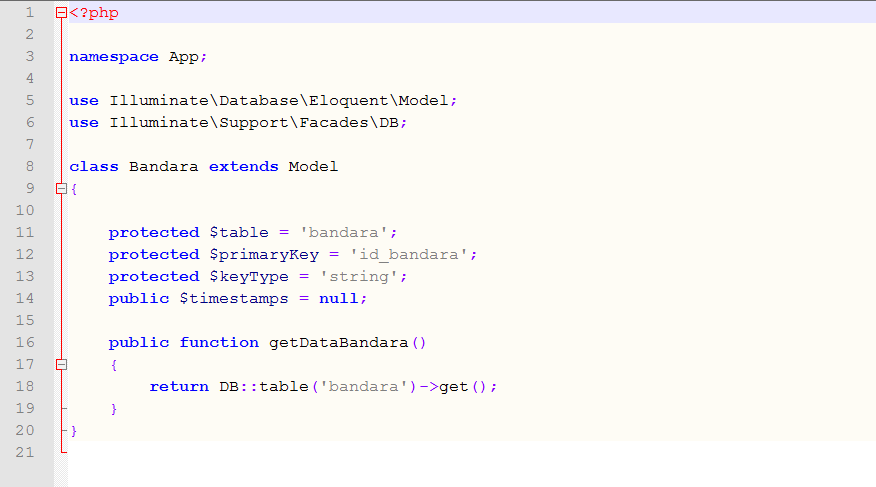 1 <?php
2
3 namespace App;
4
5 use Illuminate\Database\Eloquent\Model;
6 use Illuminate\Support\Facades\DB;
7
8 class Bandara extends Model
9 {
10
11 protected $table = 'bandara';
12 protected $primaryKey = 'id_bandara';
13 protected $keyType = 'string';
14 public $timestamps = null;
15
16 public function getDataBandara()
17 {
18 return DB::table('bandara')->get();
19 }
20 }
21